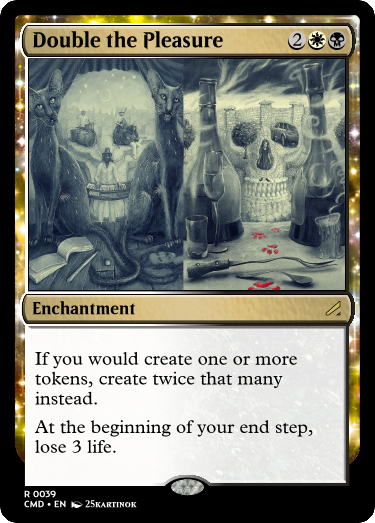 Double the Pleasure 2
Enchantment
If you would create one or more
tokens, create twice that many
instead.
At the beginning of your end step,
lose 3 life.
R 0039
CMD • EN 25KARTINOK